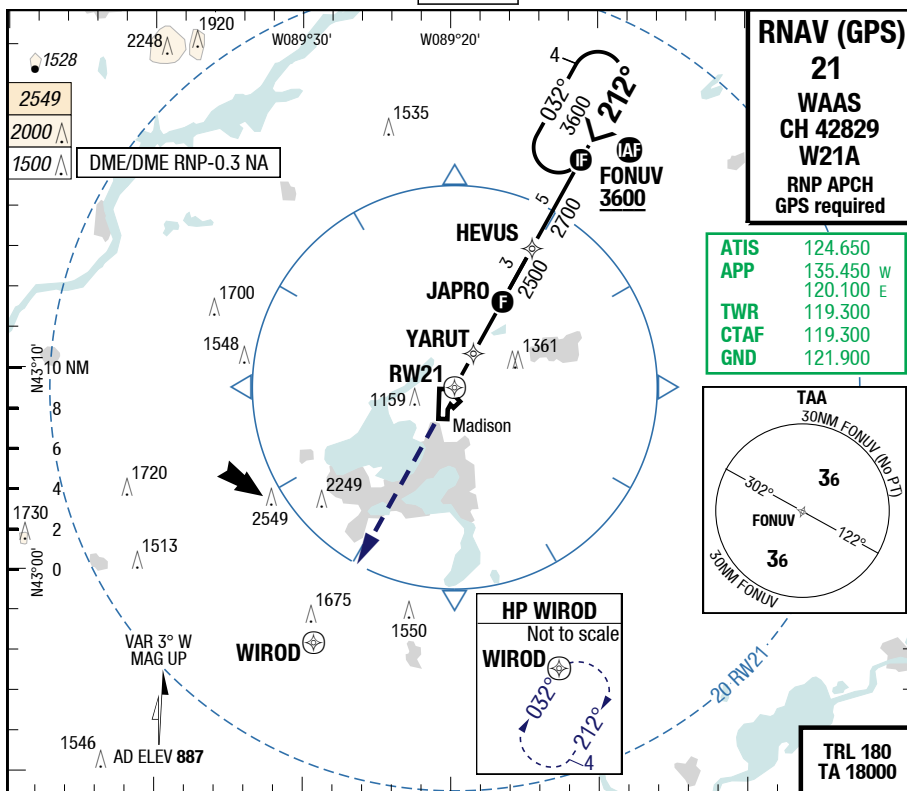 1920
2248
W089°30'
W089°20'
1528
4
032°
3600
212°
RNAV (GPS)
21
WAAS
CH 42829
W21A
RNP APCH
GPS required
2549
2000
1500
1535
DME/DME RNP-0.3 NA
IF
IAF
FONUV
3600
5
2700
HEVUS
3
2500
JAPRO
F
ATIS 124.650
APP 135.450 W
120.100 E
TWR 119.300
CTAF 119.300
GND 121.900
1700
1548
YARUT
1361
N43°10'
10 NM
RW21
1159
Madison
8
6
4
2
0
N43°00'
TAA
30NM FONUV (No PT)
36
302°
FONUV
122°
36
30NM FONUV
1720
2249
2549
1730
1513
1675
1550
WIROD
HP WIROD
Not to scale
WIROD
032°
212°
4
20 RW21
VAR 3° W
MAG UP
1546
AD ELEV 887
TRL 180
TA 18000